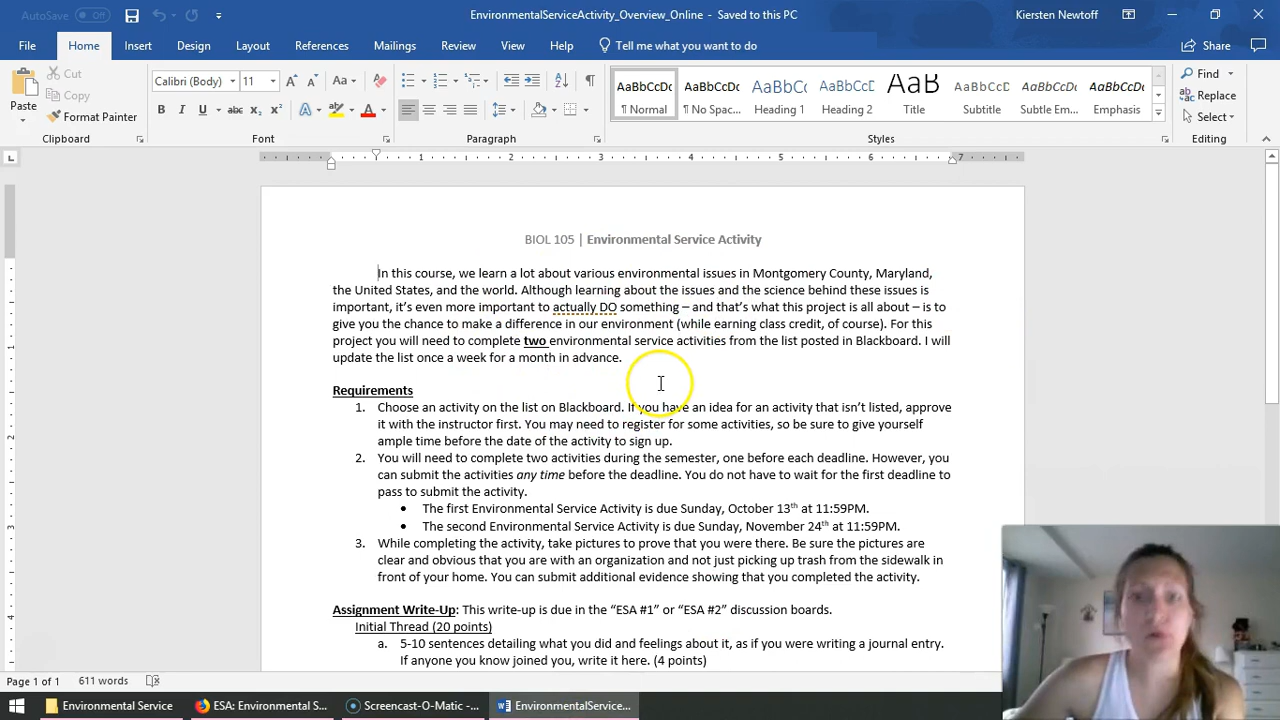 AutoSave Off
EnvironmentalServiceActivity_Overview_Online - Saved to this PC
Kiersten Newtoff
File Home Insert Design Layout References Mailings Review View Help Tell me what you want to do Share
Paste
Cut
Copy
Format Painter
Calibri (Body) 11
AaBbCcDc AaBbCcDc AaBbCc AaBbCcD AaB AaBbCcD AaBbCcDc AaBbCcDc
¶ Normal ¶ No Spac... Heading 1 Heading 2 Title Subtitle Subtle Em... Emphasis
Find
Replace
Select
Clipboard Font Paragraph Styles Editing
1 2 3 4 5 6 7
BIOL 105 | Environmental Service Activity
In this course, we learn a lot about various environmental issues in Montgomery County, Maryland,
the United States, and the world. Although learning about the issues and the science behind these issues is
important, it's even more important to actually DO something – and that's what this project is all about – is to
give you the chance to make a difference in our environment (while earning class credit, of course). For this
project you will need to complete two environmental service activities from the list posted in Blackboard. I will
update the list once a week for a month in advance.
Requirements
1. Choose an activity on the list on Blackboard. If you have an idea for an activity that isn't listed, approve
it with the instructor first. You may need to register for some activities, so be sure to give yourself
ample time before the date of the activity to sign up.
2. You will need to complete two activities during the semester, one before each deadline. However, you
can submit the activities any time before the deadline. You do not have to wait for the first deadline to
pass to submit the activity.
• The first Environmental Service Activity is due Sunday, October 13th at 11:59PM.
• The second Environmental Service Activity is due Sunday, November 24th at 11:59PM.
3. While completing the activity, take pictures to prove that you were there. Be sure the pictures are
clear and obvious that you are with an organization and not just picking up trash from the sidewalk in
front of your home. You can submit additional evidence showing that you completed the activity.
Assignment Write-Up: This write-up is due in the "ESA #1" or "ESA #2" discussion boards.
Initial Thread (20 points)
a. 5-10 sentences detailing what you did and feelings about it, as if you were writing a journal entry.
If anyone you know joined you, write it here. (4 points)
Page 1 of 1 611 words
Environmental Service ESA: Environmental S... Screencast-O-Matic -... EnvironmentalService...